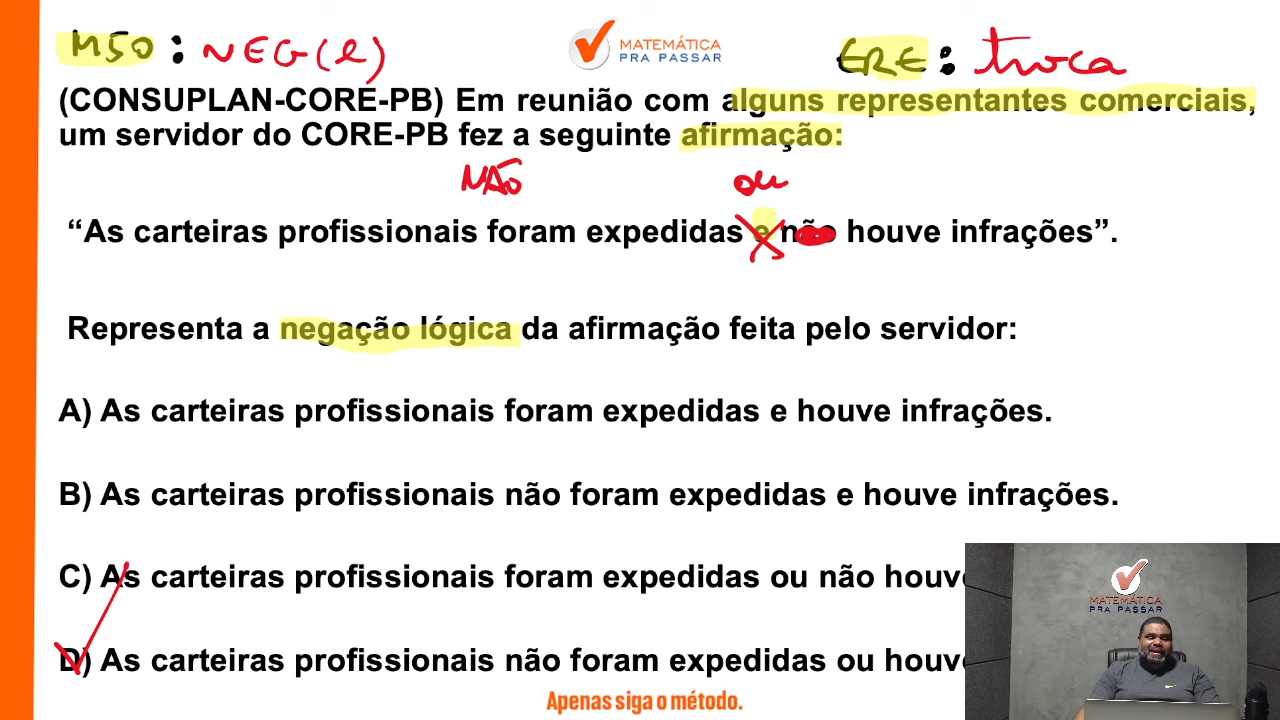 M50 : NEG(e)
MATEMÁTICA
PRA PASSAR
ERE : troca
(CONSUPLAN-CORE-PB) Em reunião com alguns representantes comerciais,
um servidor do CORE-PB fez a seguinte afirmação:
NÃO ou
“As carteiras profissionais foram expedidas e não houve infrações”.
Representa a negação lógica da afirmação feita pelo servidor:
A) As carteiras profissionais foram expedidas e houve infrações.
B) As carteiras profissionais não foram expedidas e houve infrações.
C) As carteiras profissionais foram expedidas ou não houve
D) As carteiras profissionais não foram expedidas ou houve
MATEMÁTICA
PRA PASSAR
Apenas siga o método.